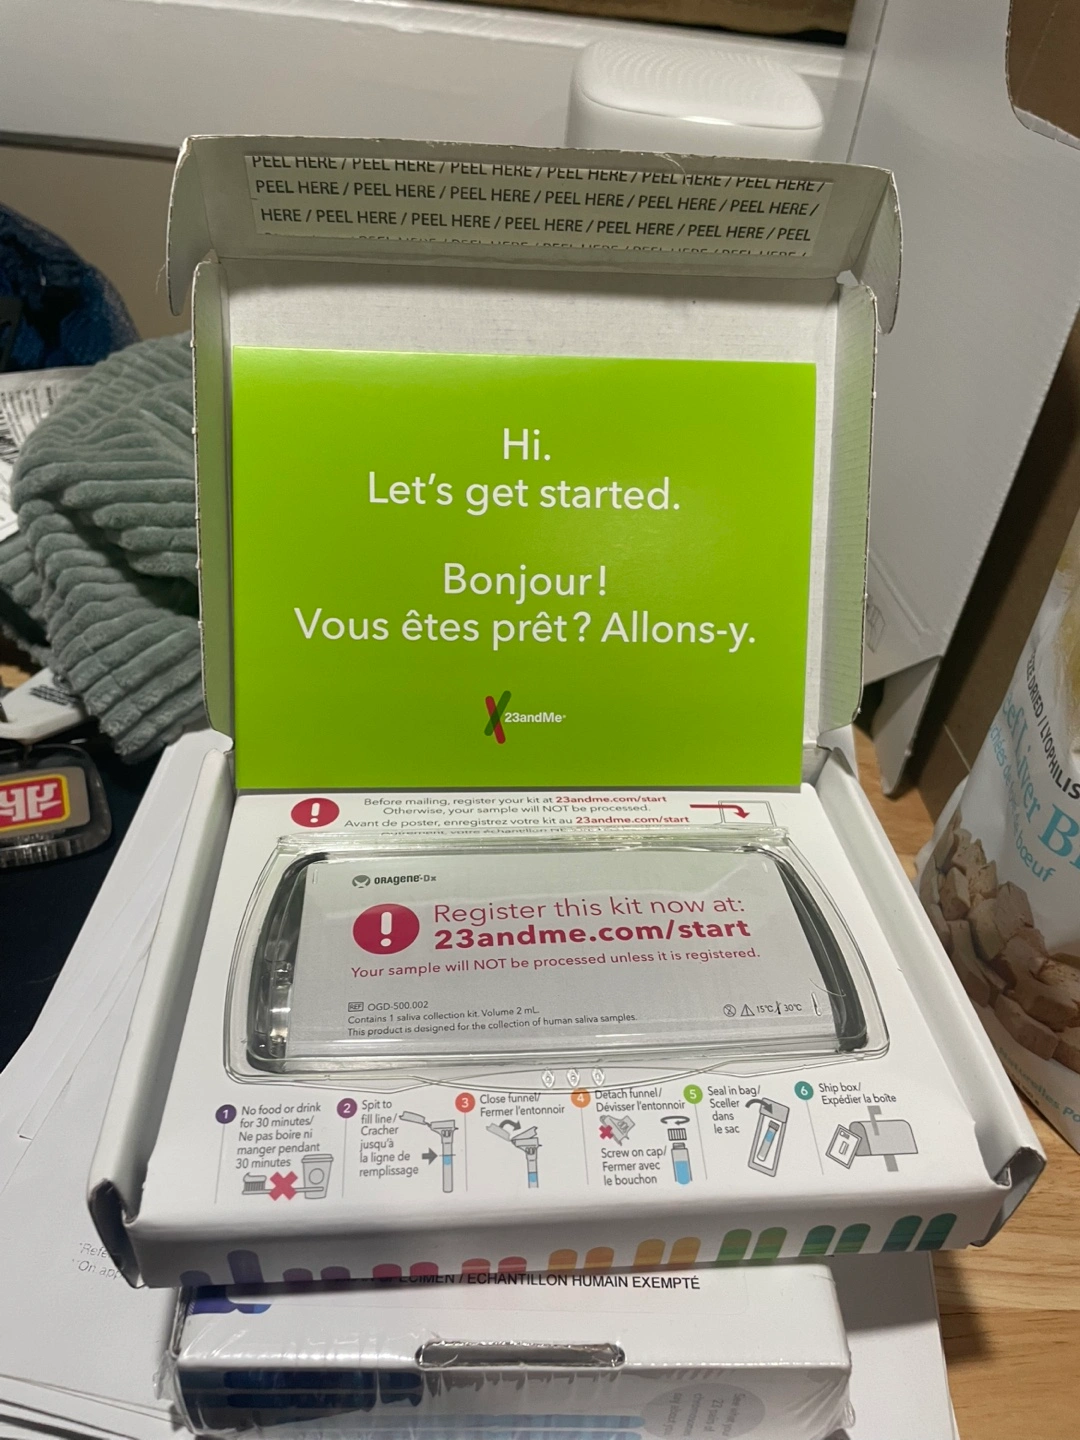 PEEL HERE / PEEL HERE / PEEL HERE / PEEL HERE / PEEL HERE / PEEL HERE /
PEEL HERE / PEEL HERE / PEEL HERE / PEEL HERE / PEEL HERE / PEEL HERE /
HERE / PEEL HERE / PEEL HERE / PEEL HERE / PEEL HERE / PEEL HERE / PEEL
Hi.
Let's get started.
Bonjour!
Vous êtes prêt? Allons-y.
23andMe®
Before mailing, register your kit at 23andme.com/start
Otherwise, your sample will NOT be processed.
Avant de poster, enregistrez votre kit au 23andme.com/start
ORAgene®·Dx
Register this kit now at:
23andme.com/start
Your sample will NOT be processed unless it is registered.
REF OGD-500.002
Contains 1 saliva collection kit. Volume 2 mL.
This product is designed for the collection of human saliva samples.
15°C 30°C
1 No food or drink
for 30 minutes/
Ne pas boire ni
manger pendant
30 minutes
2 Spit to
fill line/
Cracher
jusqu'à
la ligne de
remplissage
3 Close funnel/
Fermer l'entonnoir
4 Detach funnel/
Dévisser l'entonnoir
Screw on cap/
Fermer avec
le bouchon
5 Seal in bag/
Sceller
dans
le sac
6 Ship box/
Expédier la boîte
ECIMEN / ÉCHANTILLON HUMAIN EXEMPTÉ
DRIED / LYOPHILIS
Liver
bœuf